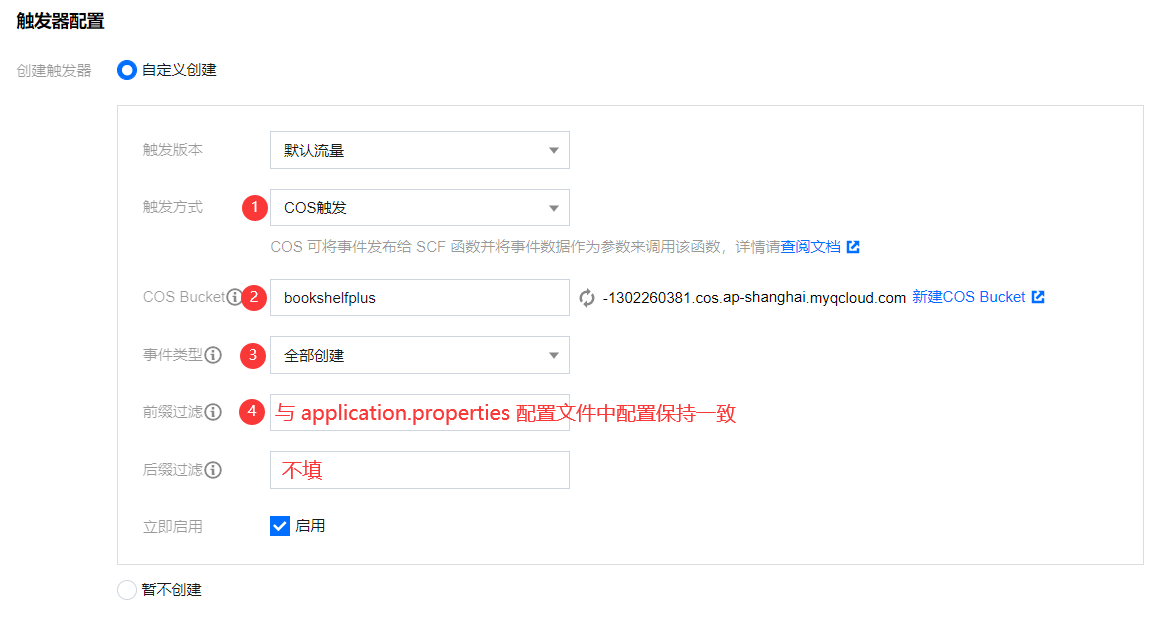 触发器配置
创建触发器 自定义创建
触发版本 默认流量
触发方式 1 COS触发
COS 可将事件发布给 SCF 函数并将事件数据作为参数来调用该函数，详情请查阅文档
COS Bucket 2 bookshelfplus -1302260381.cos.ap-shanghai.myqcloud.com 新建COS Bucket
事件类型 3 全部创建
前缀过滤 4 与 application.properties 配置文件中配置保持一致
后缀过滤 不填
立即启用 启用
暂不创建